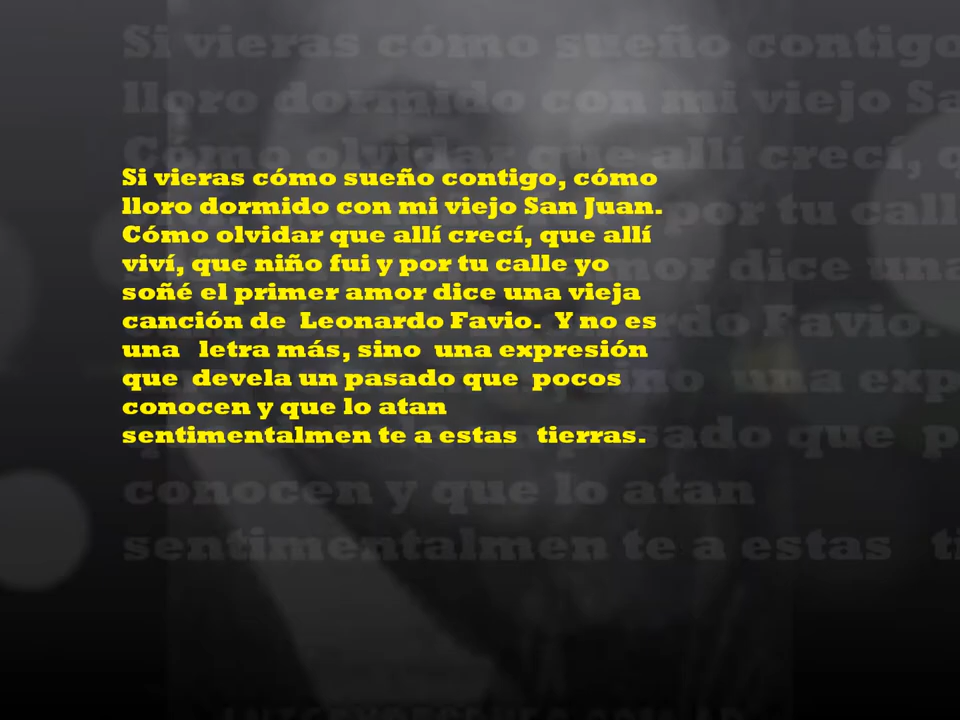 Si vieras cómo sueño contigo, cómo
lloro dormido con mi viejo San Juan.
Cómo olvidar que allí crecí, que allí
viví, que niño fui y por tu calle yo
soñé el primer amor dice una vieja
canción de  Leonardo Favio.  Y no es
una   letra más, sino  una expresión
que  devela un pasado que  pocos
conocen y que lo atan
sentimentalmen te a estas   tierras.